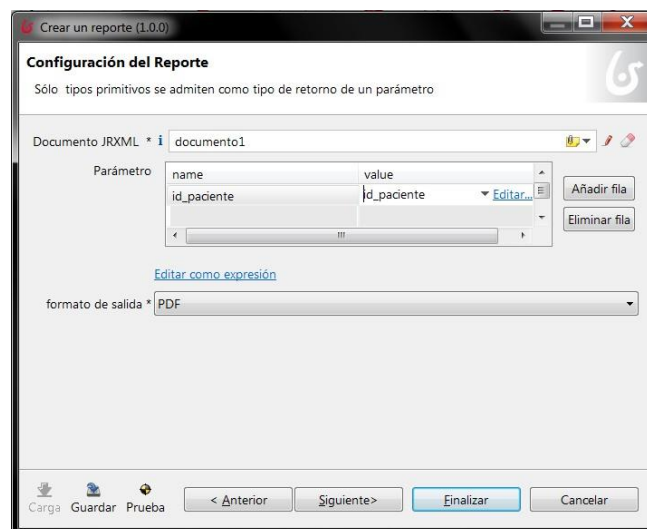 Crear un reporte (1.0.0)
Configuración del Reporte
Sólo tipos primitivos se admiten como tipo de retorno de un parámetro
Documento JRXML * i documento1
Parámetro
name value
id_paciente id_paciente Editar...
Añadir fila
Eliminar fila
Editar como expresión
formato de salida * PDF
Carga Guardar Prueba < Anterior Siguiente> Finalizar Cancelar